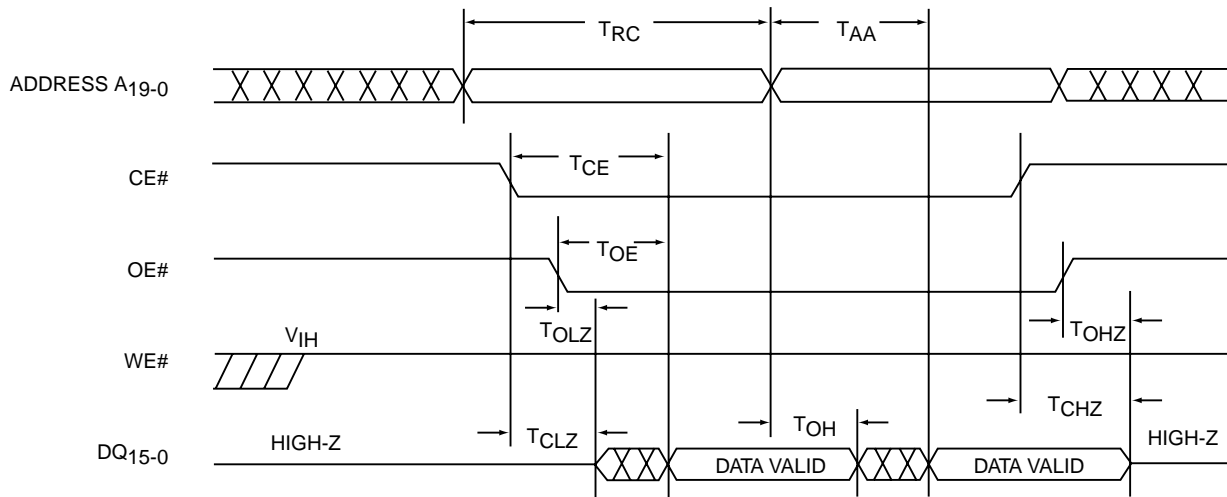 TRC TAA
ADDRESS A19-0
TCE
CE#
TOE
OE#
TOLZ TOHZ
VIH
WE#
TCLZ TOH TCHZ
HIGH-Z HIGH-Z
DQ15-0
DATA VALID DATA VALID